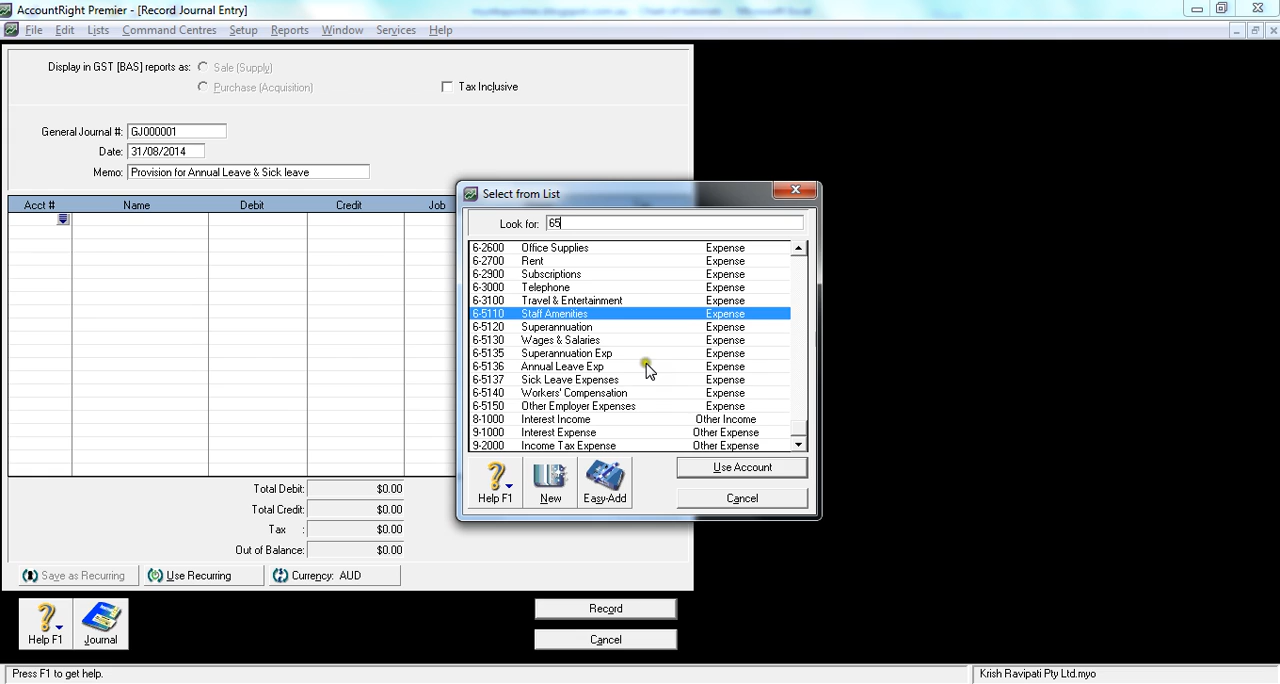 AccountRight Premier - [Record Journal Entry]
File Edit Lists Command Centres Setup Reports Window Services Help
Display in GST [BAS] reports as: Sale (Supply)
Purchase (Acquisition)
Tax Inclusive
General Journal #: GJ000001
Date: 31/08/2014
Memo: Provision for Annual Leave & Sick leave
Acct # Name Debit Credit Job
Select from List
Look for: 65
6-2600 Office Supplies Expense
6-2700 Rent Expense
6-2900 Subscriptions Expense
6-3000 Telephone Expense
6-3100 Travel & Entertainment Expense
6-5110 Staff Amenities Expense
6-5120 Superannuation Expense
6-5130 Wages & Salaries Expense
6-5135 Superannuation Exp Expense
6-5136 Annual Leave Exp Expense
6-5137 Sick Leave Expenses Expense
6-5140 Workers' Compensation Expense
6-5150 Other Employer Expenses Expense
8-1000 Interest Income Other Income
9-1000 Interest Expense Other Expense
9-2000 Income Tax Expense Other Expense
Help F1 New Easy-Add
Use Account
Cancel
Total Debit: $0.00
Total Credit: $0.00
Tax : $0.00
Out of Balance: $0.00
Save as Recurring Use Recurring Currency: AUD
Help F1 Journal
Record
Cancel
Press F1 to get help. Krish Ravipati Pty Ltd.myo